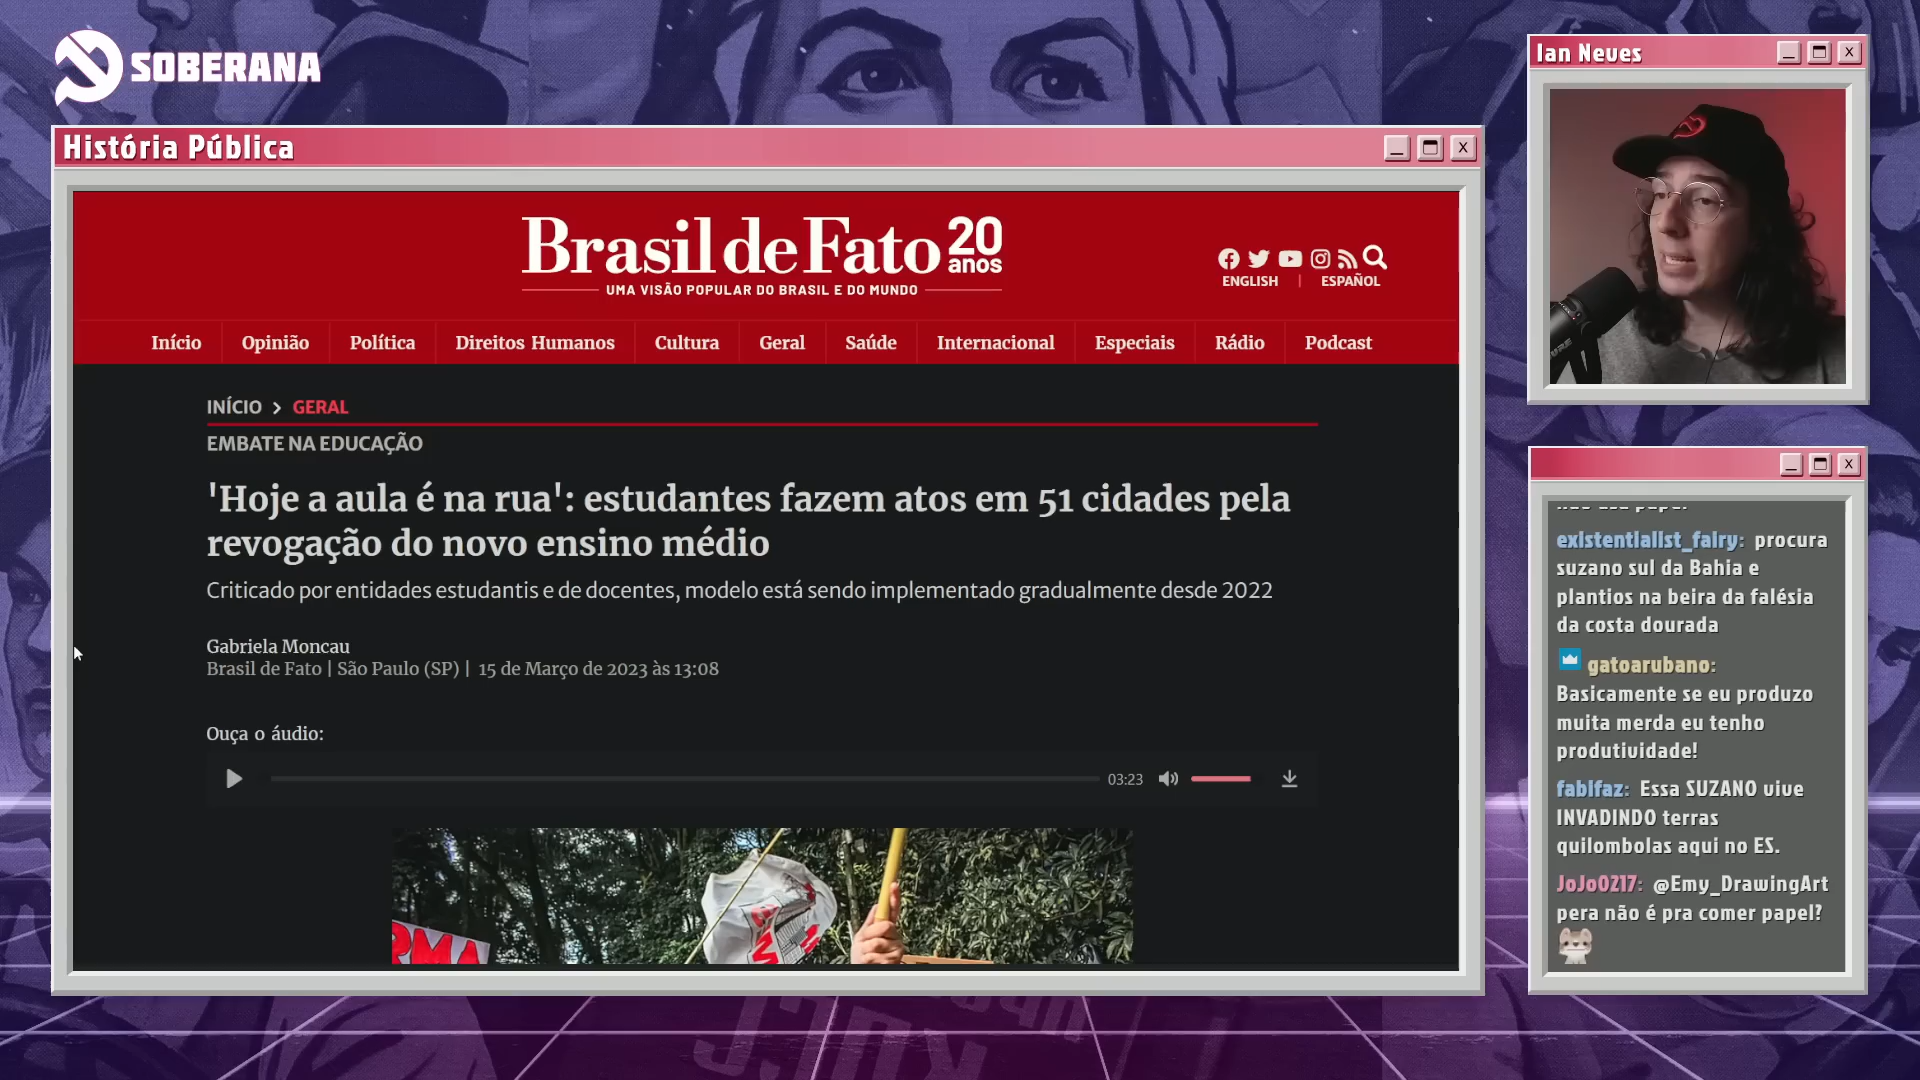 SOBERANA
História Pública
Brasil de Fato 20 anos
UMA VISÃO POPULAR DO BRASIL E DO MUNDO
ENGLISH | ESPAÑOL
Início Opinião Política Direitos Humanos Cultura Geral Saúde Internacional Especiais Rádio Podcast
INÍCIO > GERAL
EMBATE NA EDUCAÇÃO
'Hoje a aula é na rua': estudantes fazem atos em 51 cidades pela
revogação do novo ensino médio
Criticado por entidades estudantis e de docentes, modelo está sendo implementado gradualmente desde 2022
Gabriela Moncau
Brasil de Fato | São Paulo (SP) | 15 de Março de 2023 às 13:08
Ouça o áudio:
03:23
RMA
Ian Neves
existentialist_fairy: procura
suzano sul da Bahia e
plantios na beira da falésia
da costa dourada
gatoarubano:
Basicamente se eu produzo
muita merda eu tenho
produtividade!
fabifaz: Essa SUZANO vive
INVADINDO terras
quilombolas aqui no ES.
JoJo0217: @Emy_DrawingArt
pera não é pra comer papel?